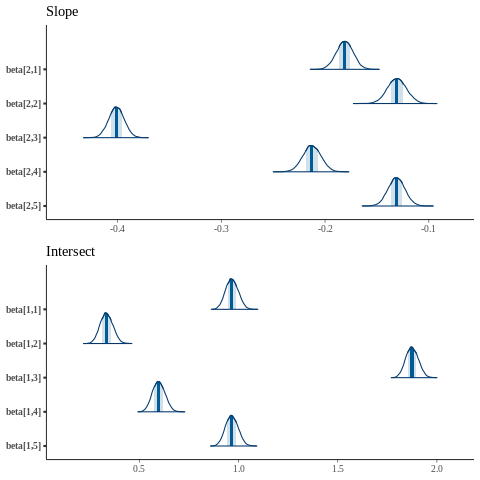 Slope
beta[2,1]
beta[2,2]
beta[2,3]
beta[2,4]
beta[2,5]
-0.4 -0.3 -0.2 -0.1
Intersect
beta[1,1]
beta[1,2]
beta[1,3]
beta[1,4]
beta[1,5]
0.5 1.0 1.5 2.0